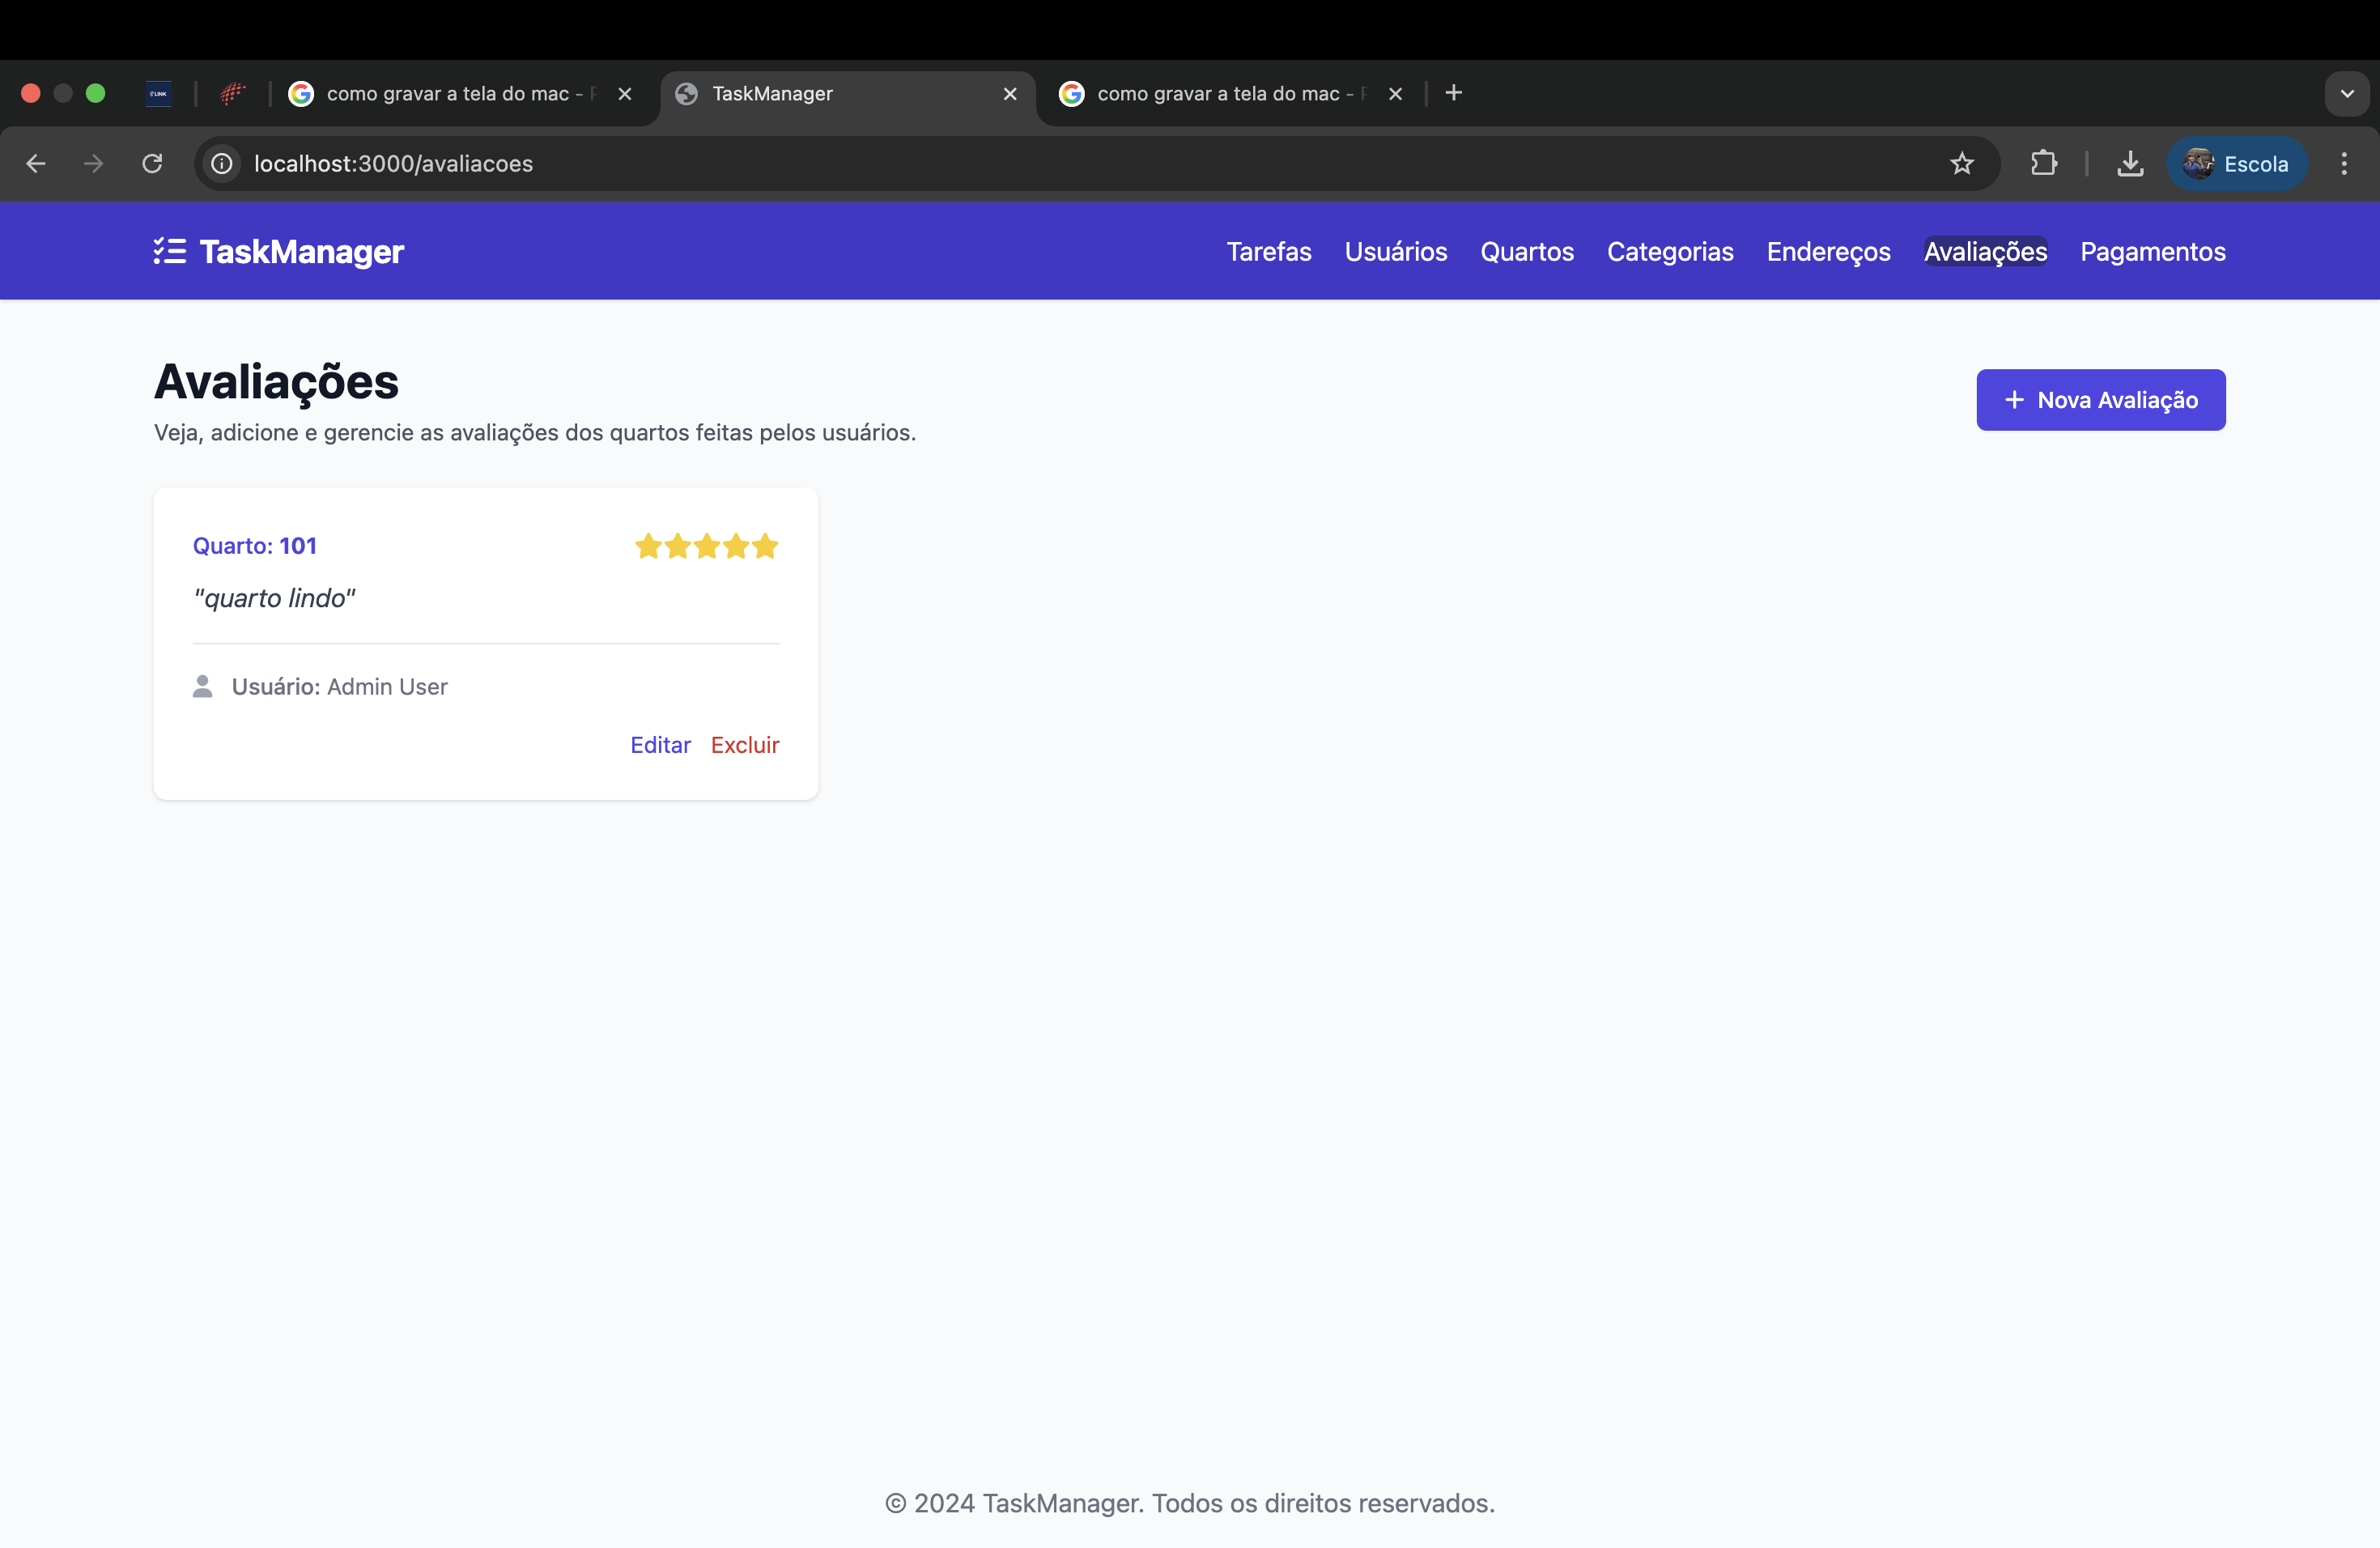 LINK
como gravar a tela do mac -
TaskManager
como gravar a tela do mac -
localhost:3000/avaliacoes
Escola
TaskManager
Tarefas Usuários Quartos Categorias Endereços Avaliações Pagamentos
Avaliações
Veja, adicione e gerencie as avaliações dos quartos feitas pelos usuários.
+ Nova Avaliação
Quarto: 101
"quarto lindo"
Usuário: Admin User
Editar Excluir
© 2024 TaskManager. Todos os direitos reservados.